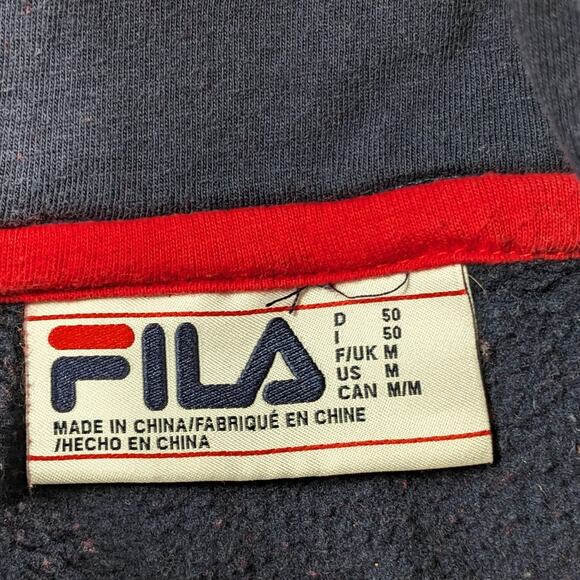 FILA
D 50
I 50
F/UK M
US M
CAN M/M
MADE IN CHINA/FABRIQUÉ EN CHINE
/HECHO EN CHINA